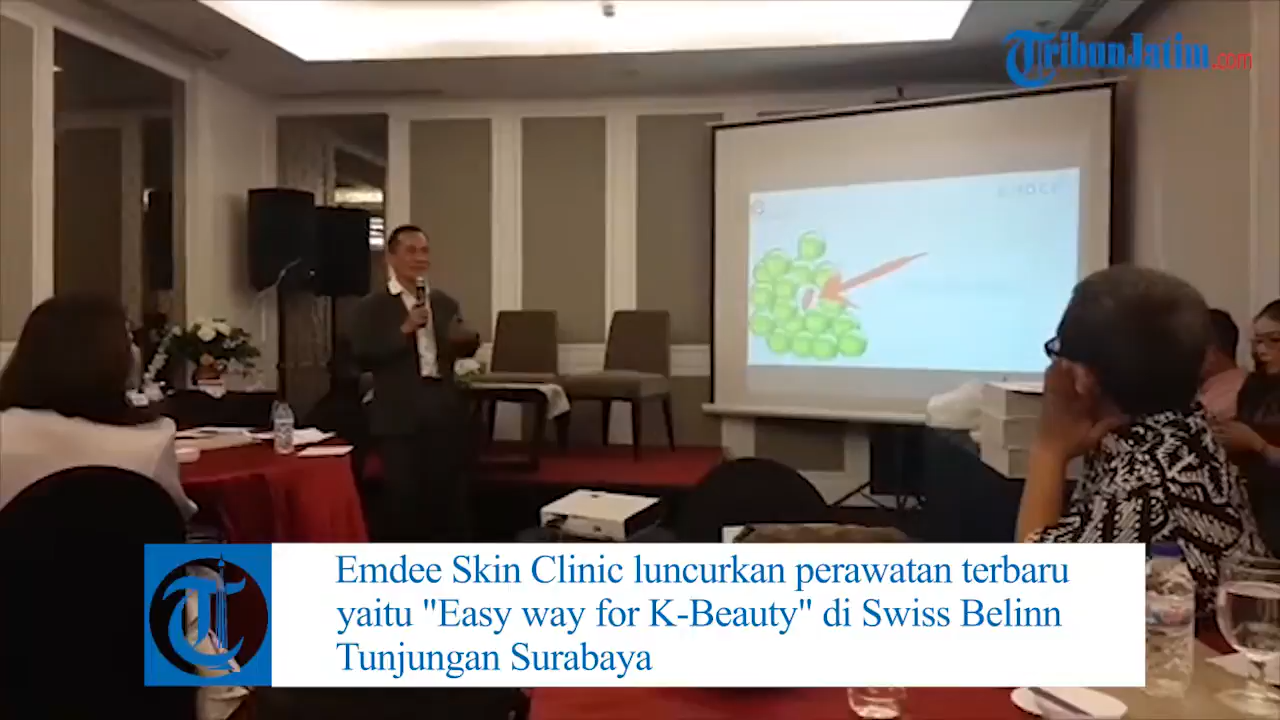 TribunJatim.com
Emdee Skin Clinic luncurkan perawatan terbaru
yaitu "Easy way for K-Beauty" di Swiss Belinn
Tunjungan Surabaya